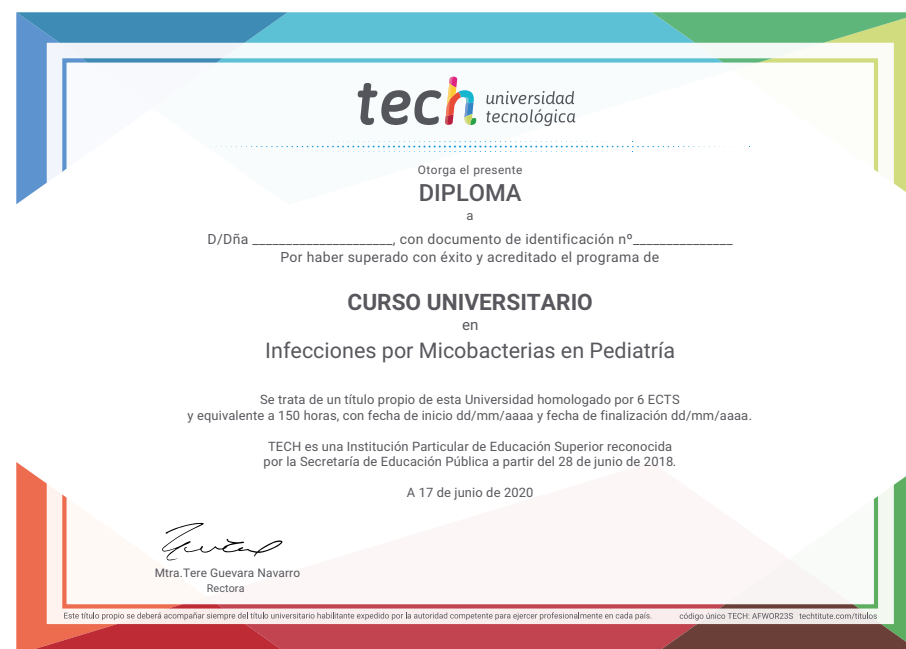 tech universidad
tecnológica
Otorga el presente
DIPLOMA
a
D/Dña ______________________, con documento de identificación nº_______________
Por haber superado con éxito y acreditado el programa de
CURSO UNIVERSITARIO
en
Infecciones por Micobacterias en Pediatría
Se trata de un título propio de esta Universidad homologado por 6 ECTS
y equivalente a 150 horas, con fecha de inicio dd/mm/aaaa y fecha de finalización dd/mm/aaaa.
TECH es una Institución Particular de Educación Superior reconocida
por la Secretaría de Educación Pública a partir del 28 de junio de 2018.
A 17 de junio de 2020
Mtra.Tere Guevara Navarro
Rectora
Este título propio se deberá acompañar siempre del título universitario habilitante expedido por la autoridad competente para ejercer profesionalmente en cada país. código único TECH: AFWOR23S techtitute.com/titulos